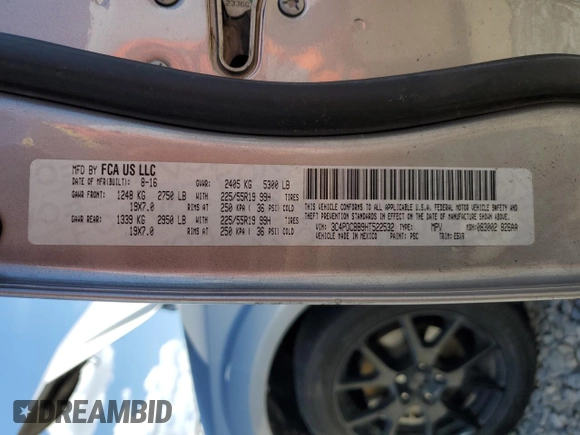 23360
MFD BY FCA US LLC
DATE OF MFR(BUILT): 8-16 GVWR: 2405 KG 5300 LB
GAWR FRONT: 1248 KG 2750 LB WITH 225/55R19 99H TIRES
19X7.0 RIMS AT 250 KPA ( 36 PSI) COLD
GAWR REAR: 1339 KG 2950 LB WITH 225/55R19 99H TIRES
19X7.0 RIMS AT 250 KPA ( 36 PSI) COLD
THIS VEHICLE CONFORMS TO ALL APPLICABLE U.S.A. FEDERAL MOTOR VEHICLE SAFETY AND
THEFT PREVENTION STANDARDS IN EFFECT ON THE DATE OF MANUFACTURE SHOWN ABOVE.
VIN: 3C4PDCBB9HT522532 TYPE: MPV MDH: 083002 826AA
VEHICLE MADE IN MEXICO PAINT: PSC TRIM:
DREAMBID